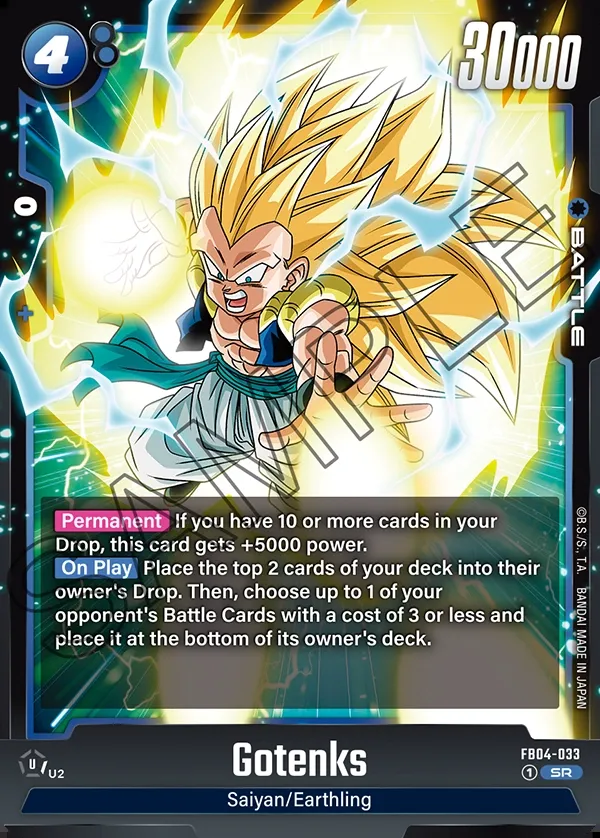 4
30000
0
+
BATTLE
SAMPLE
Permanent If you have 10 or more cards in your
Drop, this card gets +5000 power.
On Play Place the top 2 cards of your deck into their
owner's Drop. Then, choose up to 1 of your
opponent's Battle Cards with a cost of 3 or less and
place it at the bottom of its owner's deck.
©B.S./S., T.A. BANDAI MADE IN JAPAN
Gotenks
FB04-033
U/U2
1 SR
Saiyan/Earthling